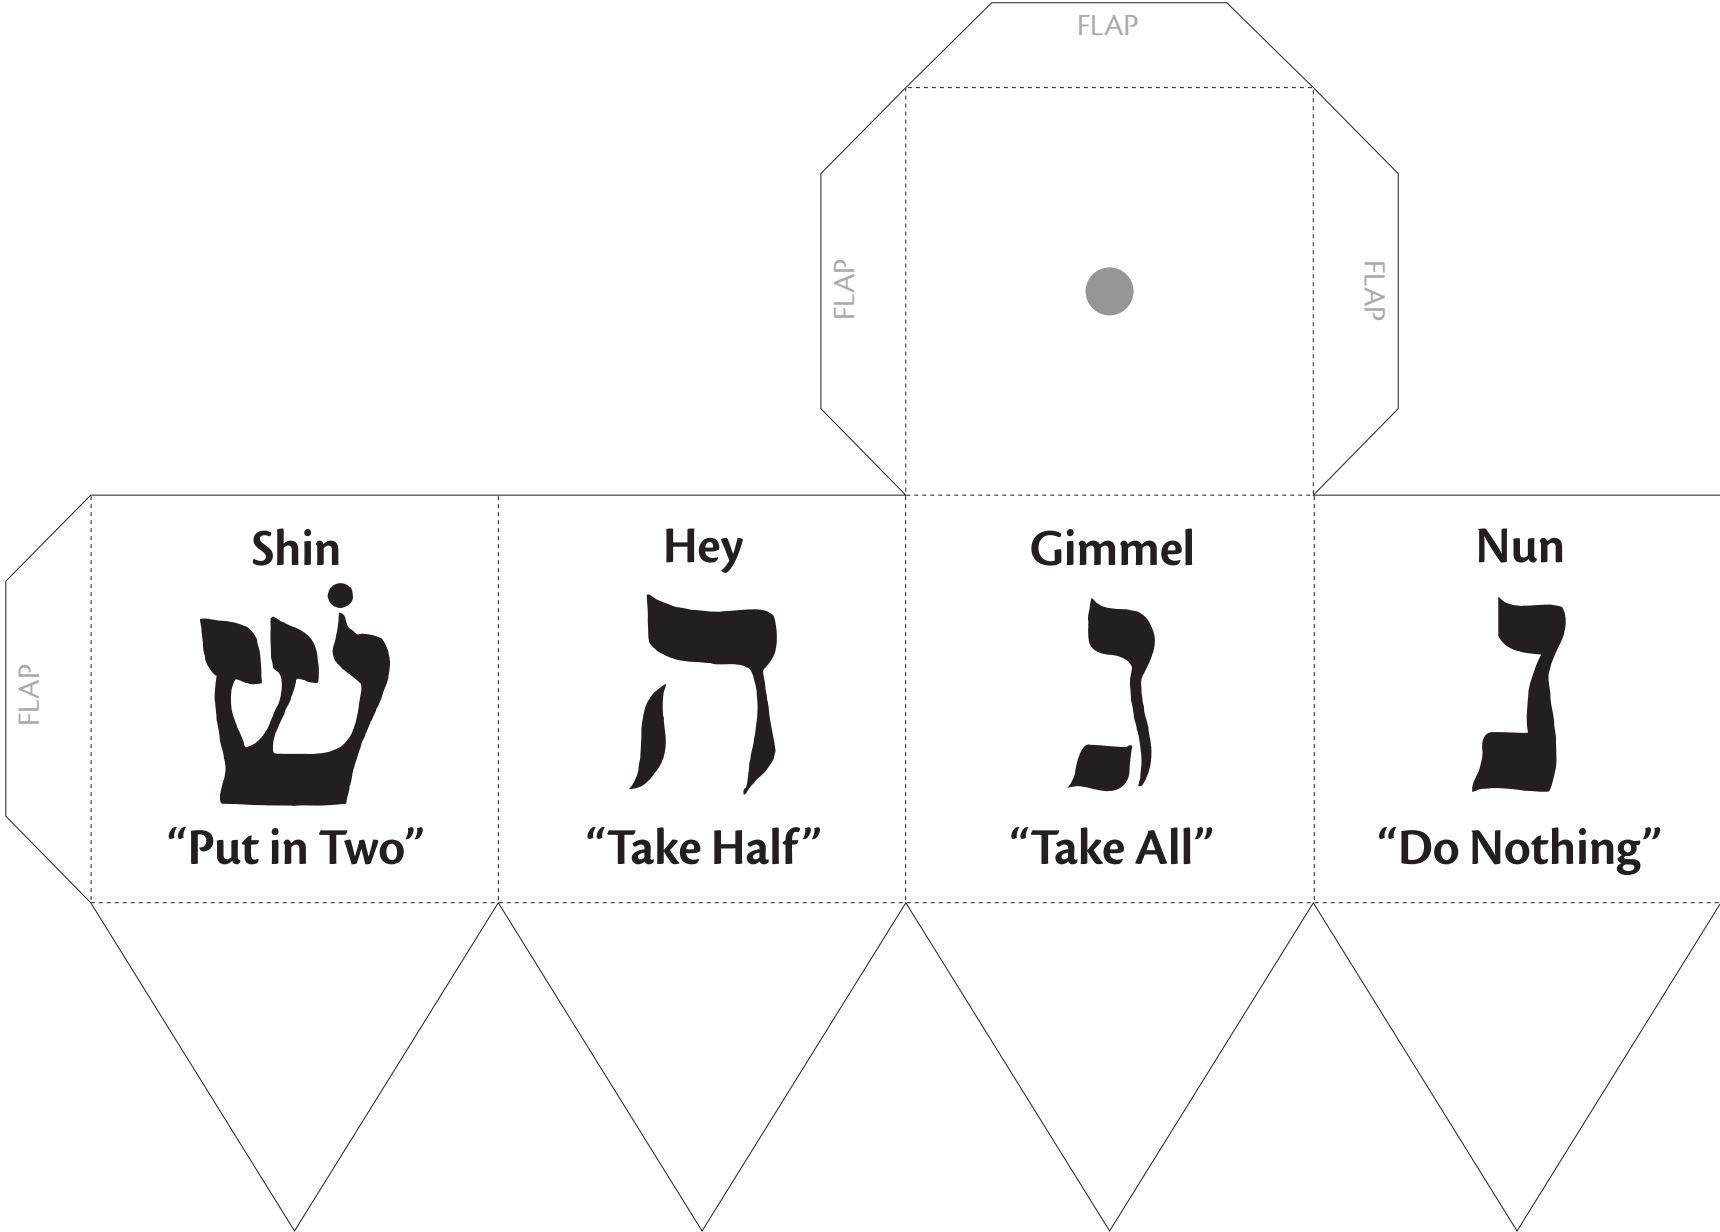 FLAP
FLAP
FLAP
Shin
שׁ
“Put in Two”
Hey
ה
“Take Half”
Gimmel
ג
“Take All”
Nun
נ
“Do Nothing”
FLAP